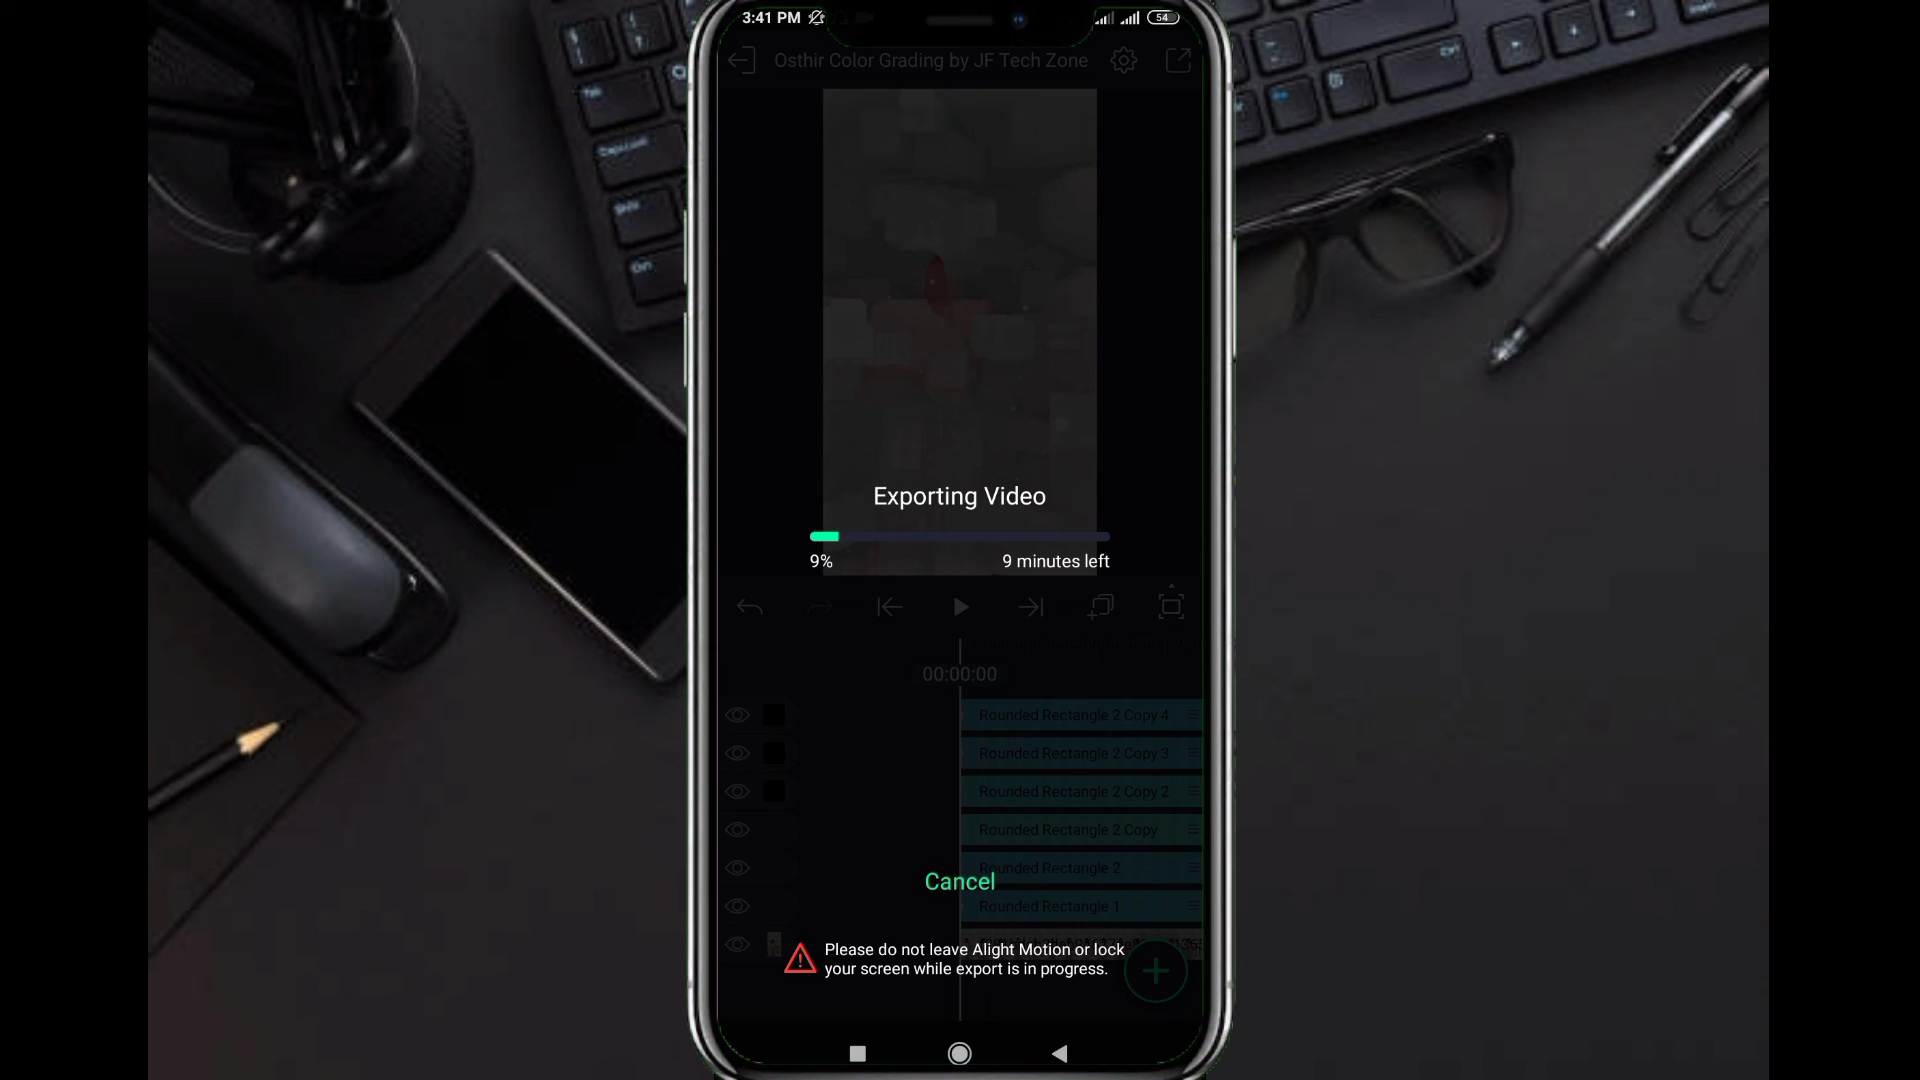 3:41 PM
54
Osthir Color Grading by JF Tech Zone
Exporting Video
9%
9 minutes left
00:00:00
Rounded Rectangle 2 Copy 4
Rounded Rectangle 2 Copy 3
Rounded Rectangle 2 Copy 2
Rounded Rectangle 2 Copy
Rounded Rectangle 2
Cancel
Rounded Rectangle 1
Please do not leave Alight Motion or lock
your screen while export is in progress.
Tab
Shift
Ctrl